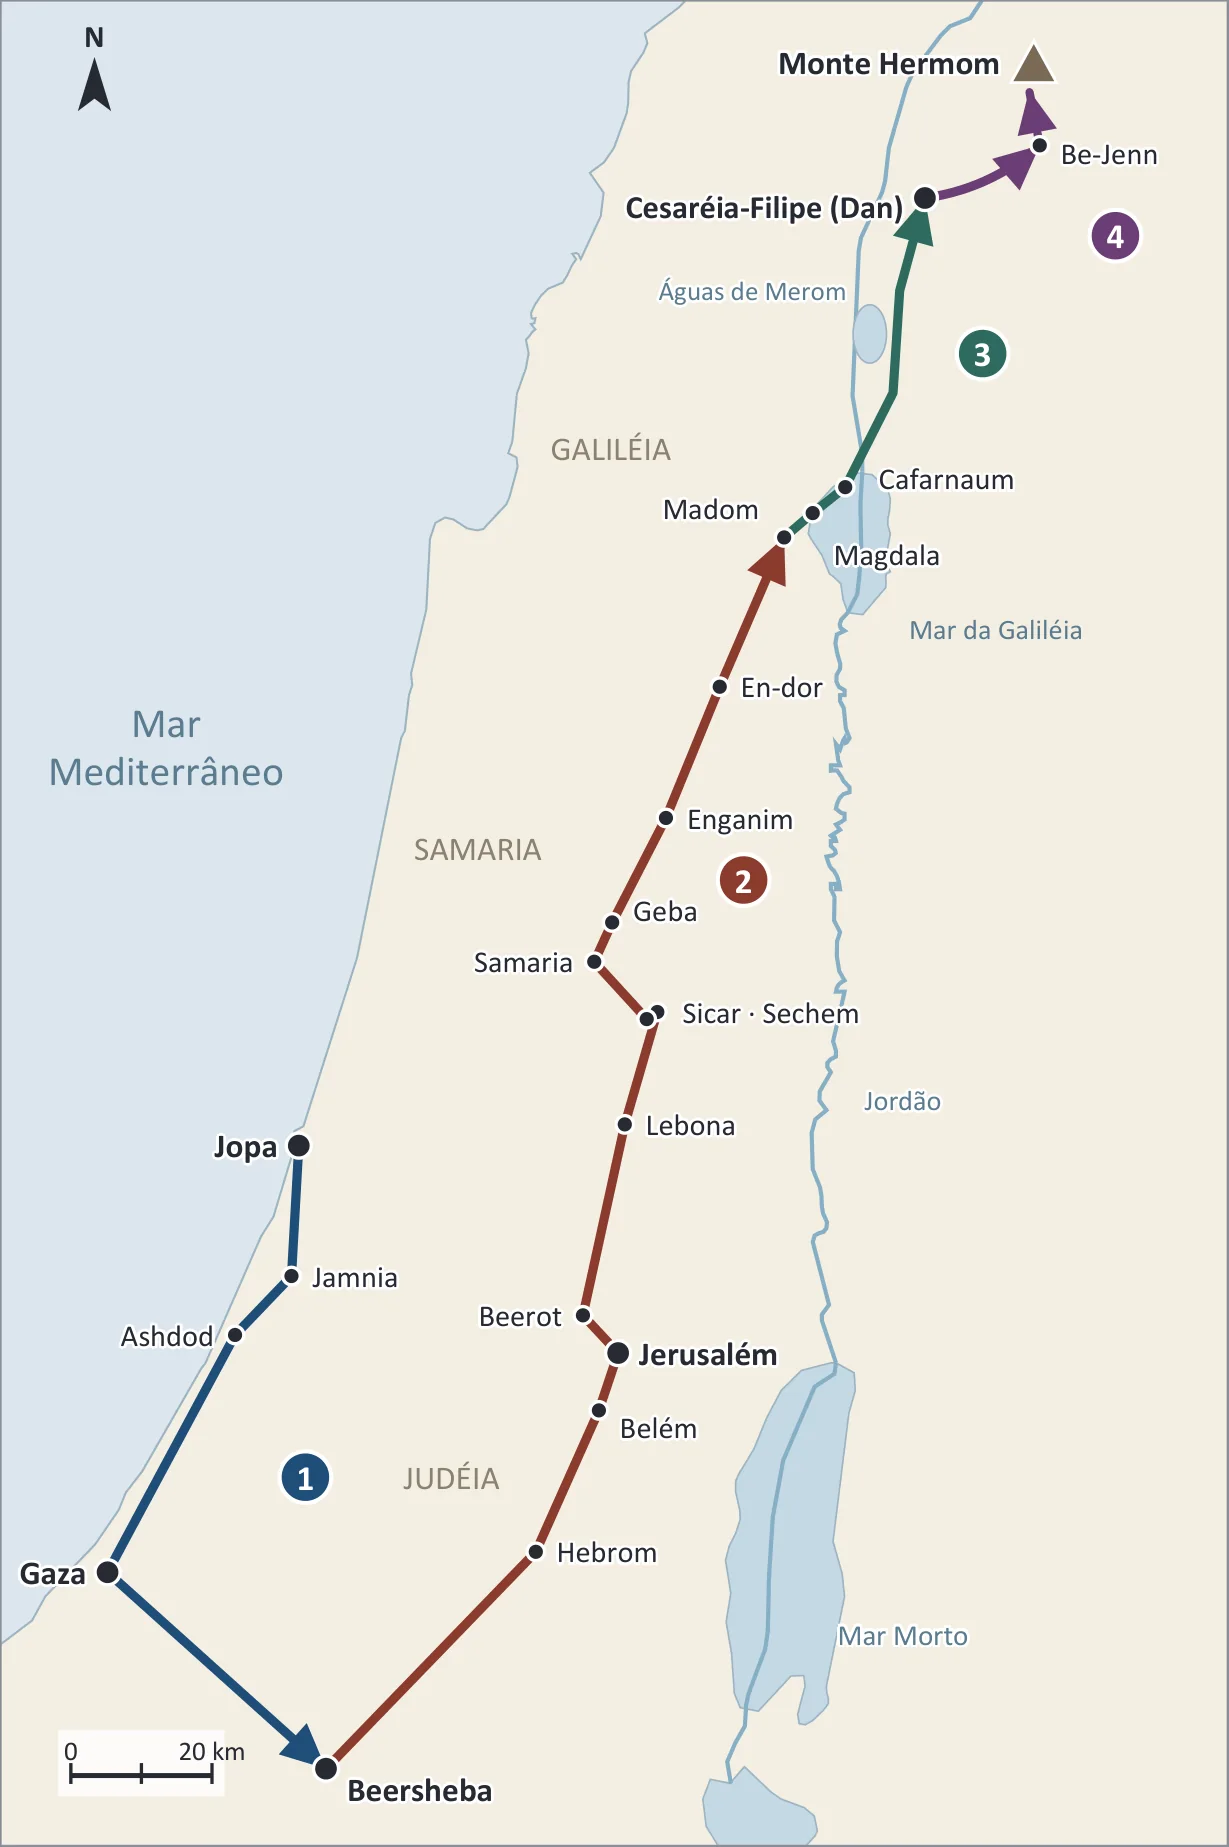 N
Monte Hermom
Be-Jenn
Cesaréia-Filipe (Dan)
4
Águas de Merom
3
GALILÉIA
Cafarnaum
Madom
Magdala
Mar da Galiléia
En-dor
Mar
Mediterrâneo
Enganim
SAMARIA
2
Geba
Samaria
Sicar · Sechem
Jordão
Lebona
Jopa
Jamnia
Beerot
Ashdod
Jerusalém
Belém
1
JUDÉIA
Hebrom
Gaza
Mar Morto
0 20 km
Beersheba